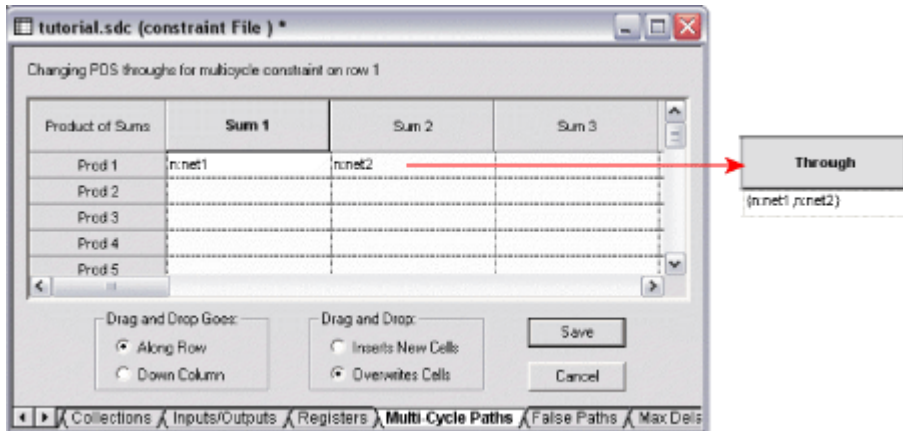 tutorial.sdc (constraint File ) *
Changing POS throughs for multicycle constraint on row 1
Product of Sums Sum 1 Sum 2 Sum 3
Prod 1 n:net1 n:net2
Prod 2
Prod 3
Prod 4
Prod 5
Through
{n:net1,n:net2}
Drag and Drop Goes: Drag and Drop:
Along Row Inserts New Cells Save
Down Column Overwrites Cells Cancel
Collections Inputs/Outputs Registers Multi-Cycle Paths False Paths Max Dela